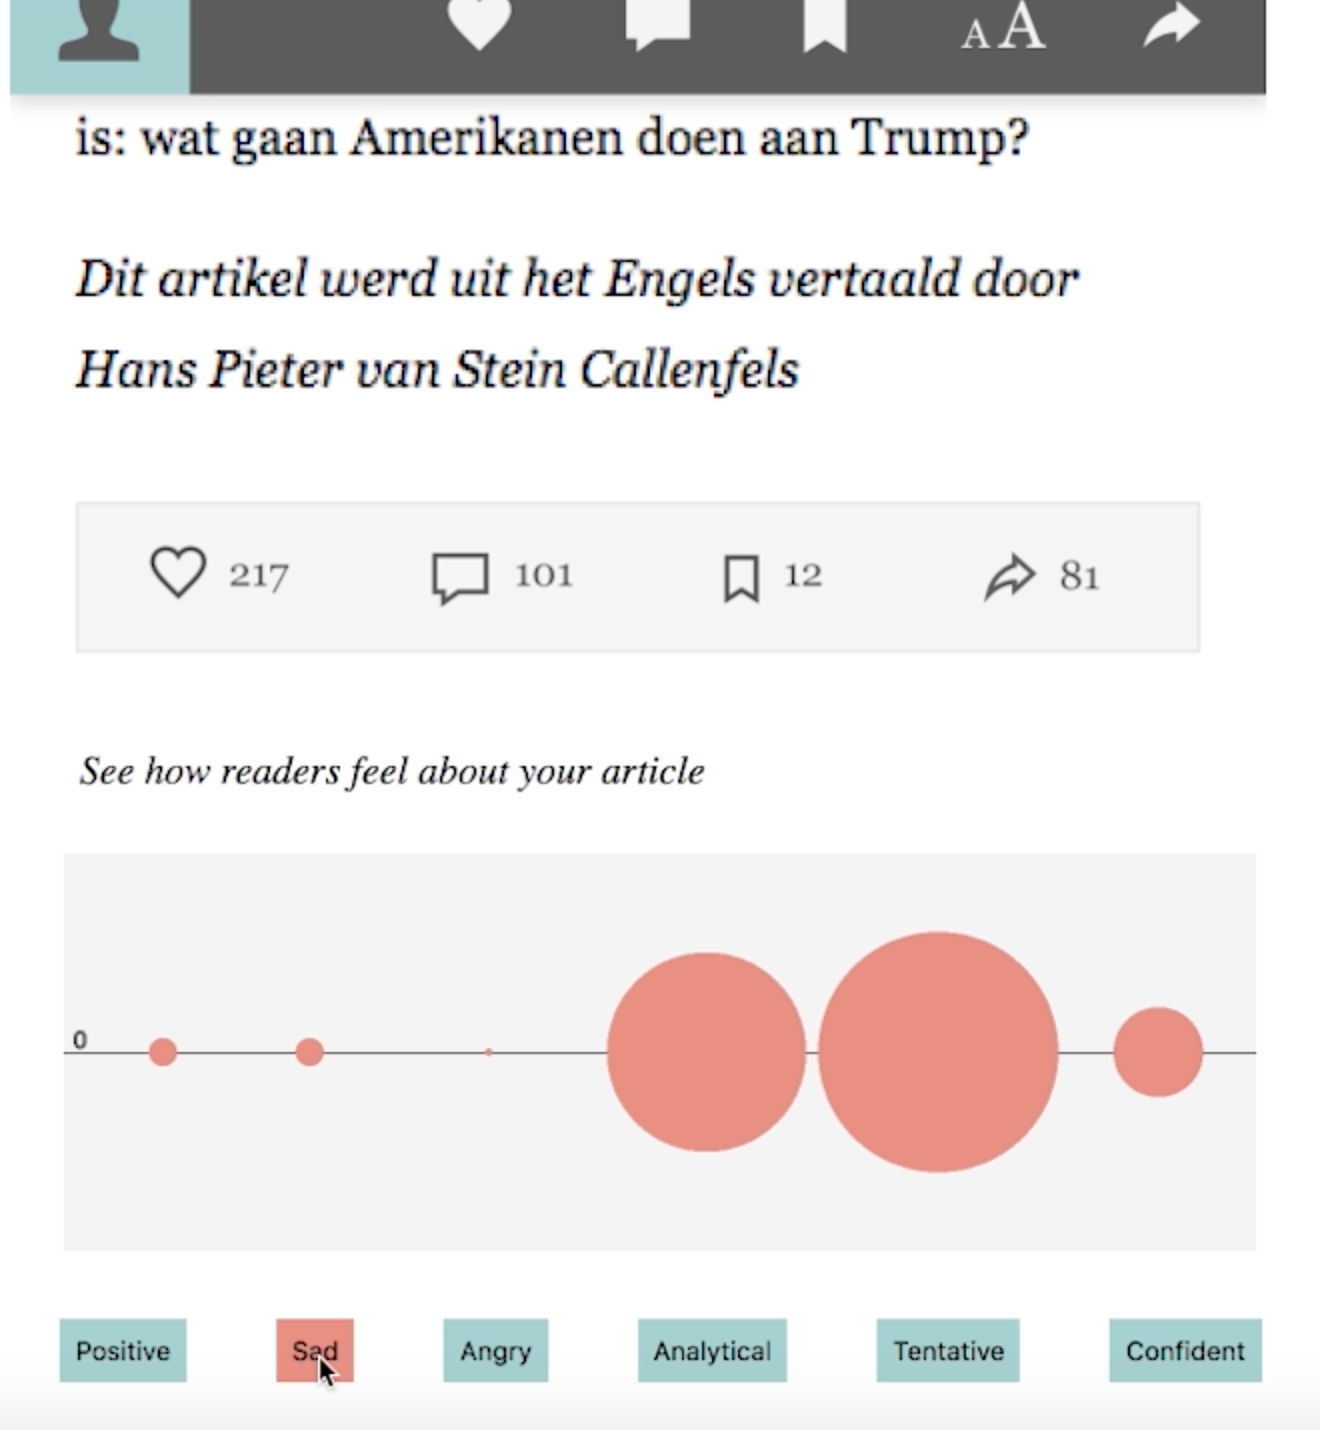 A A
is: wat gaan Amerikanen doen aan Trump?
Dit artikel werd uit het Engels vertaald door
Hans Pieter van Stein Callenfels
217 101 12 81
See how readers feel about your article
0
Positive Sad Angry Analytical Tentative Confident